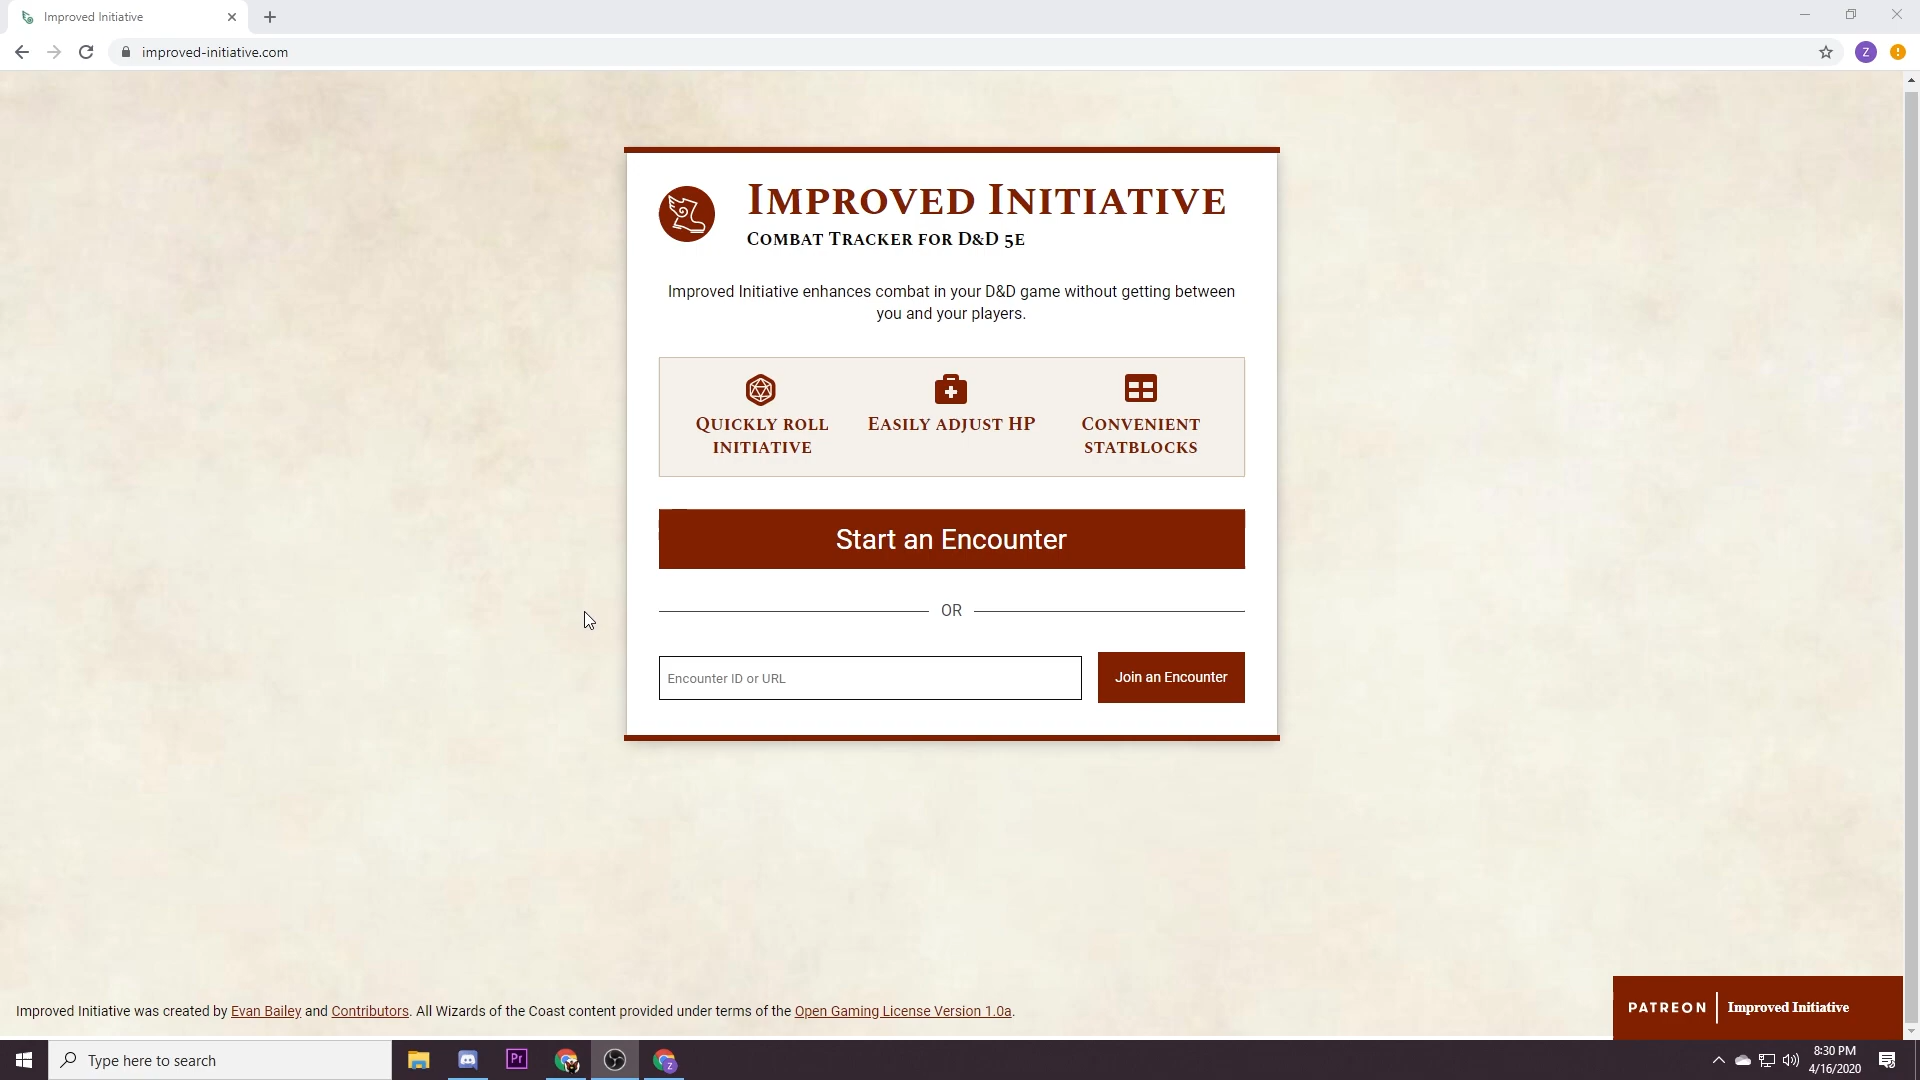 Improved Initiative
improved-initiative.com
Z
IMPROVED INITIATIVE
COMBAT TRACKER FOR D&D 5E
Improved Initiative enhances combat in your D&D game without getting between
you and your players.
QUICKLY ROLL
INITIATIVE
EASILY ADJUST HP
CONVENIENT
STATBLOCKS
Start an Encounter
OR
Encounter ID or URL
Join an Encounter
Improved Initiative was created by Evan Bailey and Contributors. All Wizards of the Coast content provided under terms of the Open Gaming License Version 1.0a.
PATREON | Improved Initiative
Type here to search
Pr
Z
8:30 PM
4/16/2020